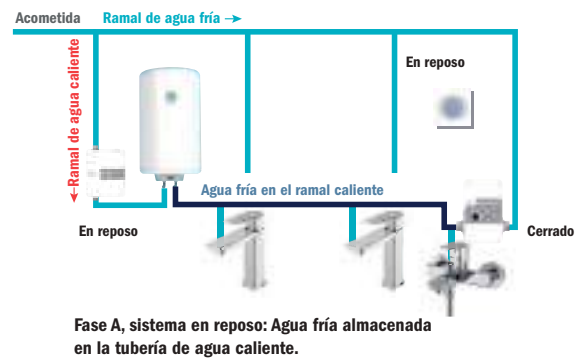 Acometida
Ramal de agua fría →
←Ramal de agua caliente
En reposo
Agua fría en el ramal caliente
En reposo
Cerrado
Fase A, sistema en reposo: Agua fría almacenada
en la tubería de agua caliente.